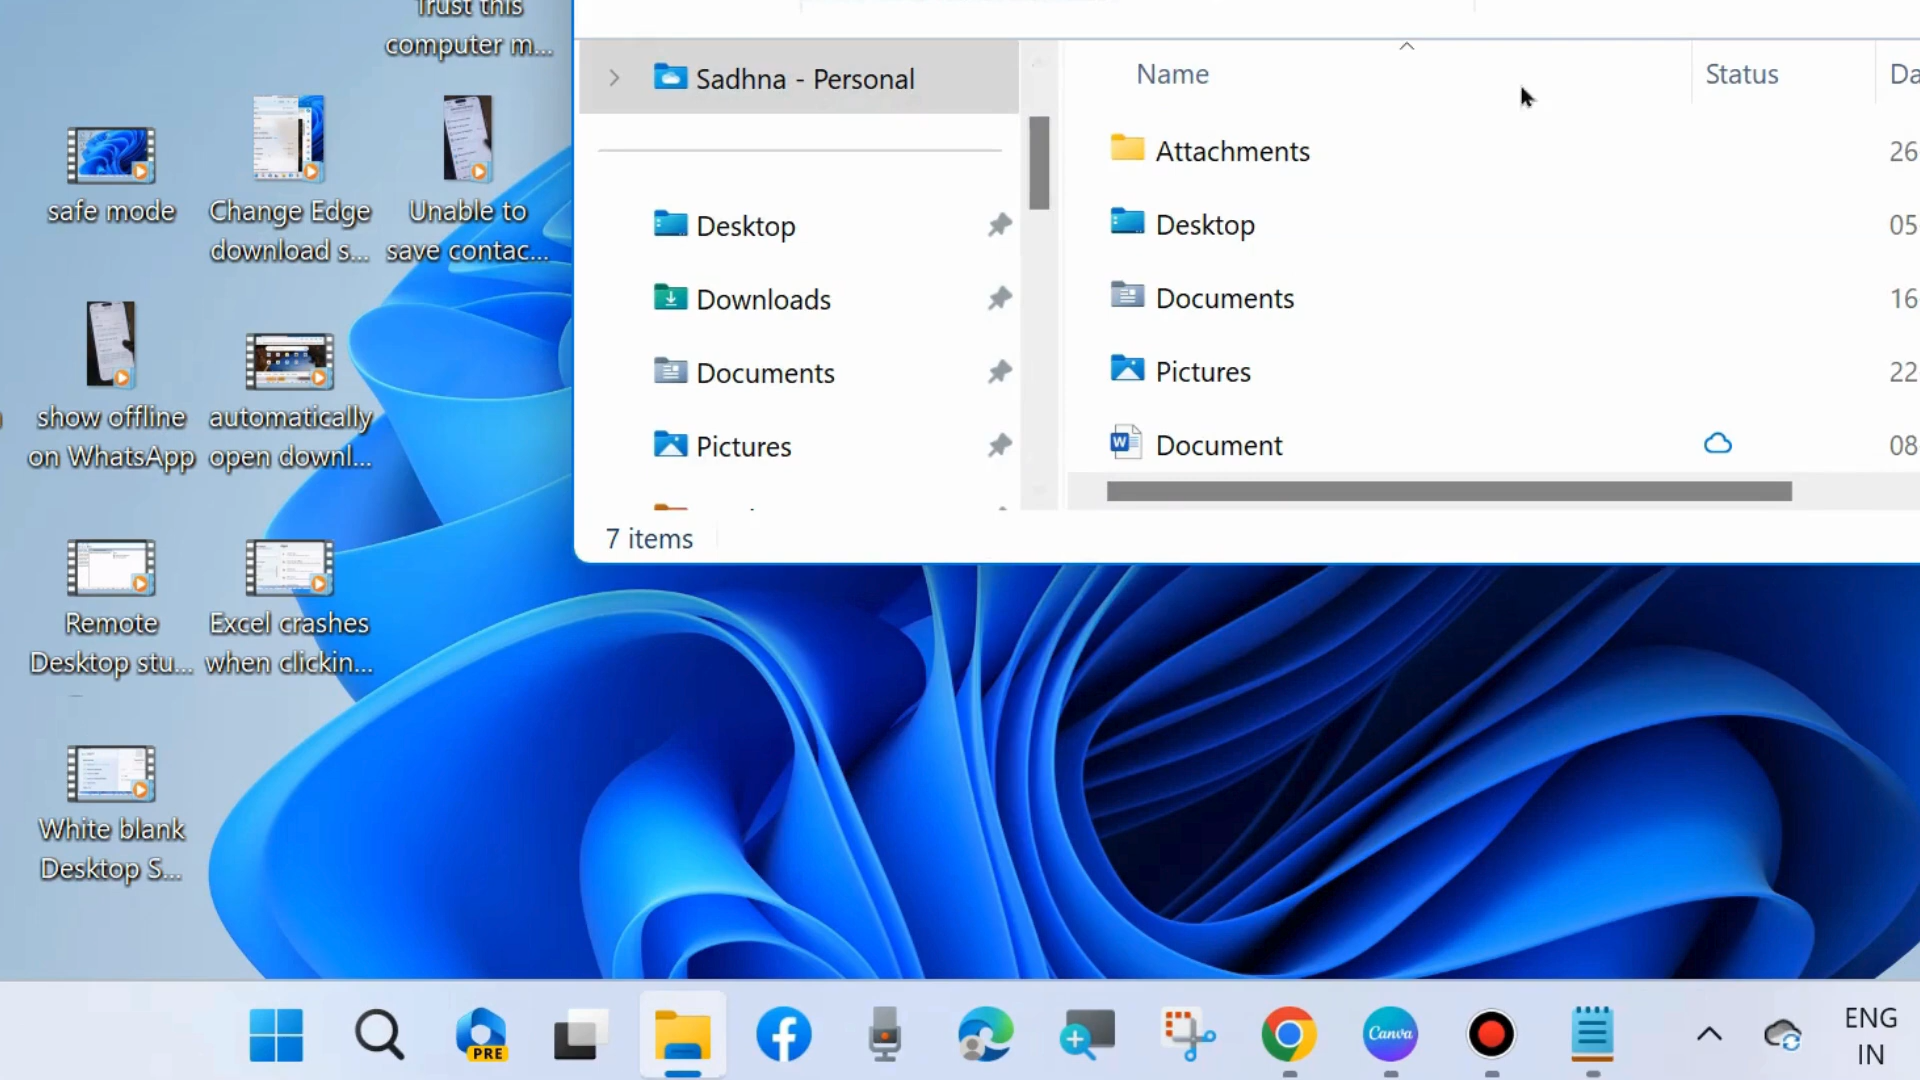 Trust this
computer m...
safe mode
Change Edge
download s...
Unable to
save contac...
show offline
on WhatsApp
automatically
open downl...
Remote
Desktop stu...
Excel crashes
when clickin...
White blank
Desktop S...
Sadhna - Personal
Desktop
Downloads
Documents
Pictures
7 items
Name
Status
Da
Attachments
26
Desktop
05
Documents
16
Pictures
22
Document
08
PRE
Canva
ENG
IN